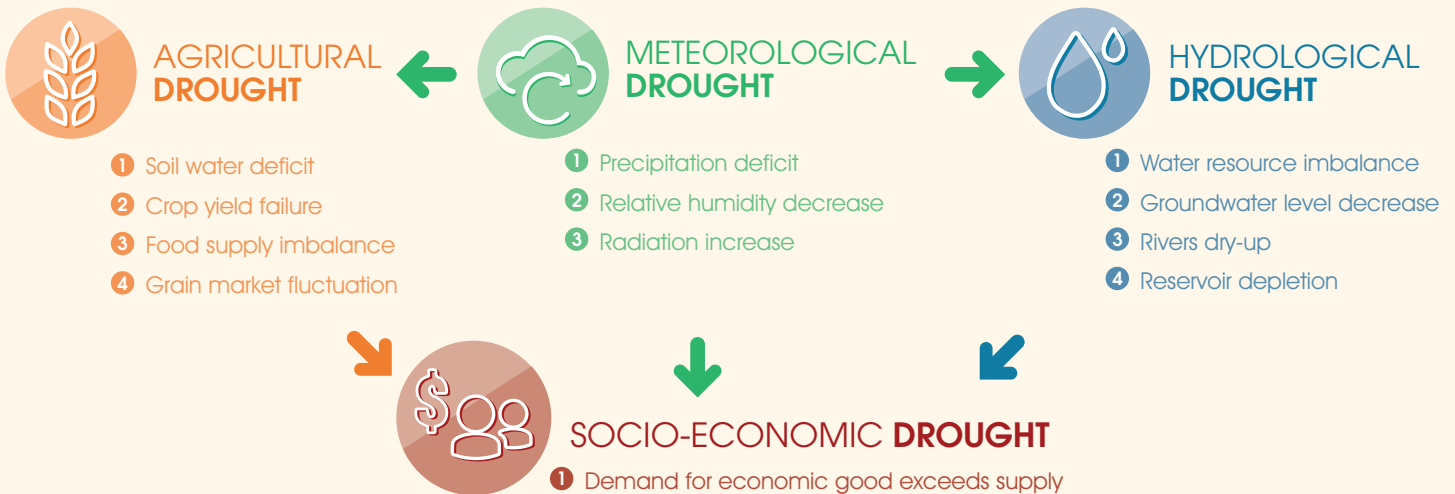 AGRICULTURAL
DROUGHT
1 Soil water deficit
2 Crop yield failure
3 Food supply imbalance
4 Grain market fluctuation
METEOROLOGICAL
DROUGHT
1 Precipitation deficit
2 Relative humidity decrease
3 Radiation increase
HYDROLOGICAL
DROUGHT
1 Water resource imbalance
2 Groundwater level decrease
3 Rivers dry-up
4 Reservoir depletion
$
SOCIO-ECONOMIC DROUGHT
1 Demand for economic good exceeds supply